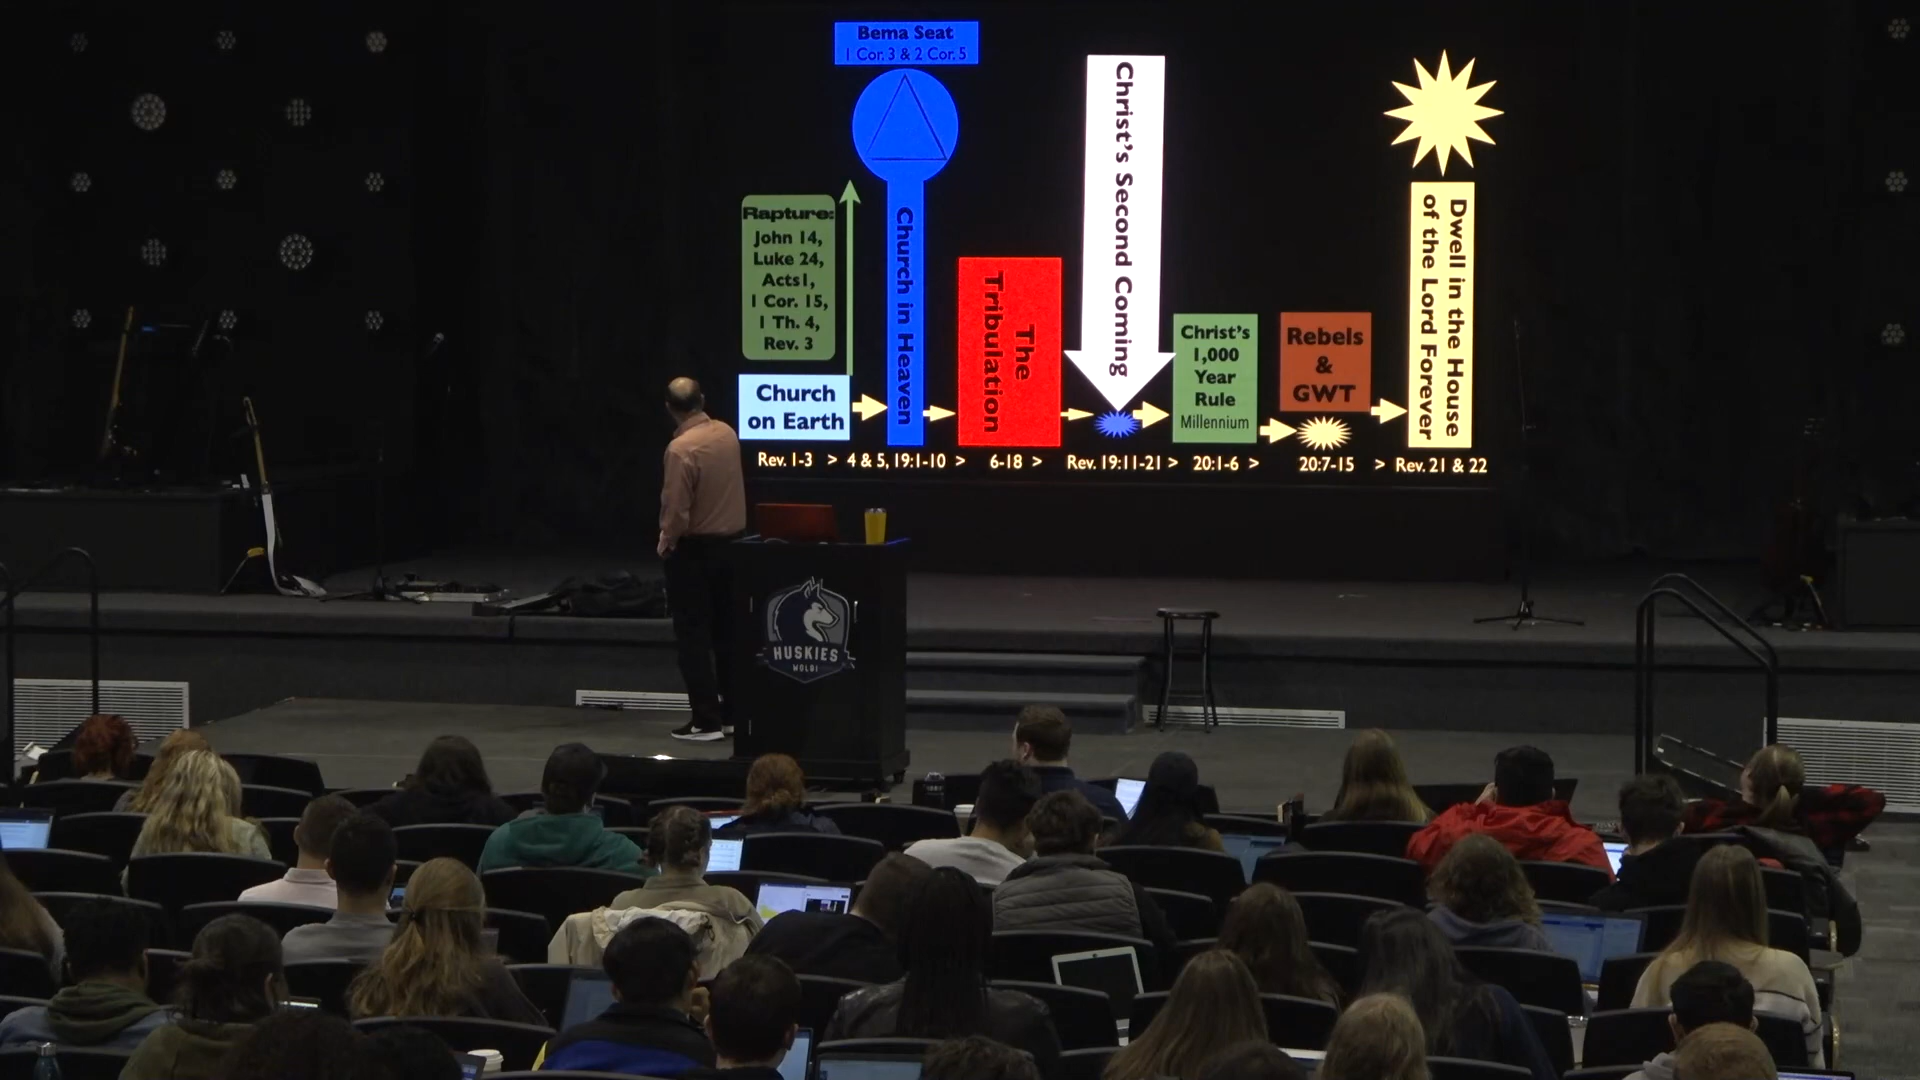 Bema Seat
1 Cor. 3 & 2 Cor. 5
Rapture:
John 14,
Luke 24,
Acts1,
1 Cor. 15,
1 Th. 4,
Rev. 3
Church
on Earth
Church in Heaven
The
Tribulation
Christ's Second Coming
Christ's
1,000
Year
Rule
Millennium
Rebels
&
GWT
Dwell in the House
of the Lord Forever
Rev. 1-3 > 4 & 5, 19:1-10 > 6-18 > Rev. 19:11-21 > 20:1-6 > 20:7-15 > Rev. 21 & 22
HUSKIES
WOLBI